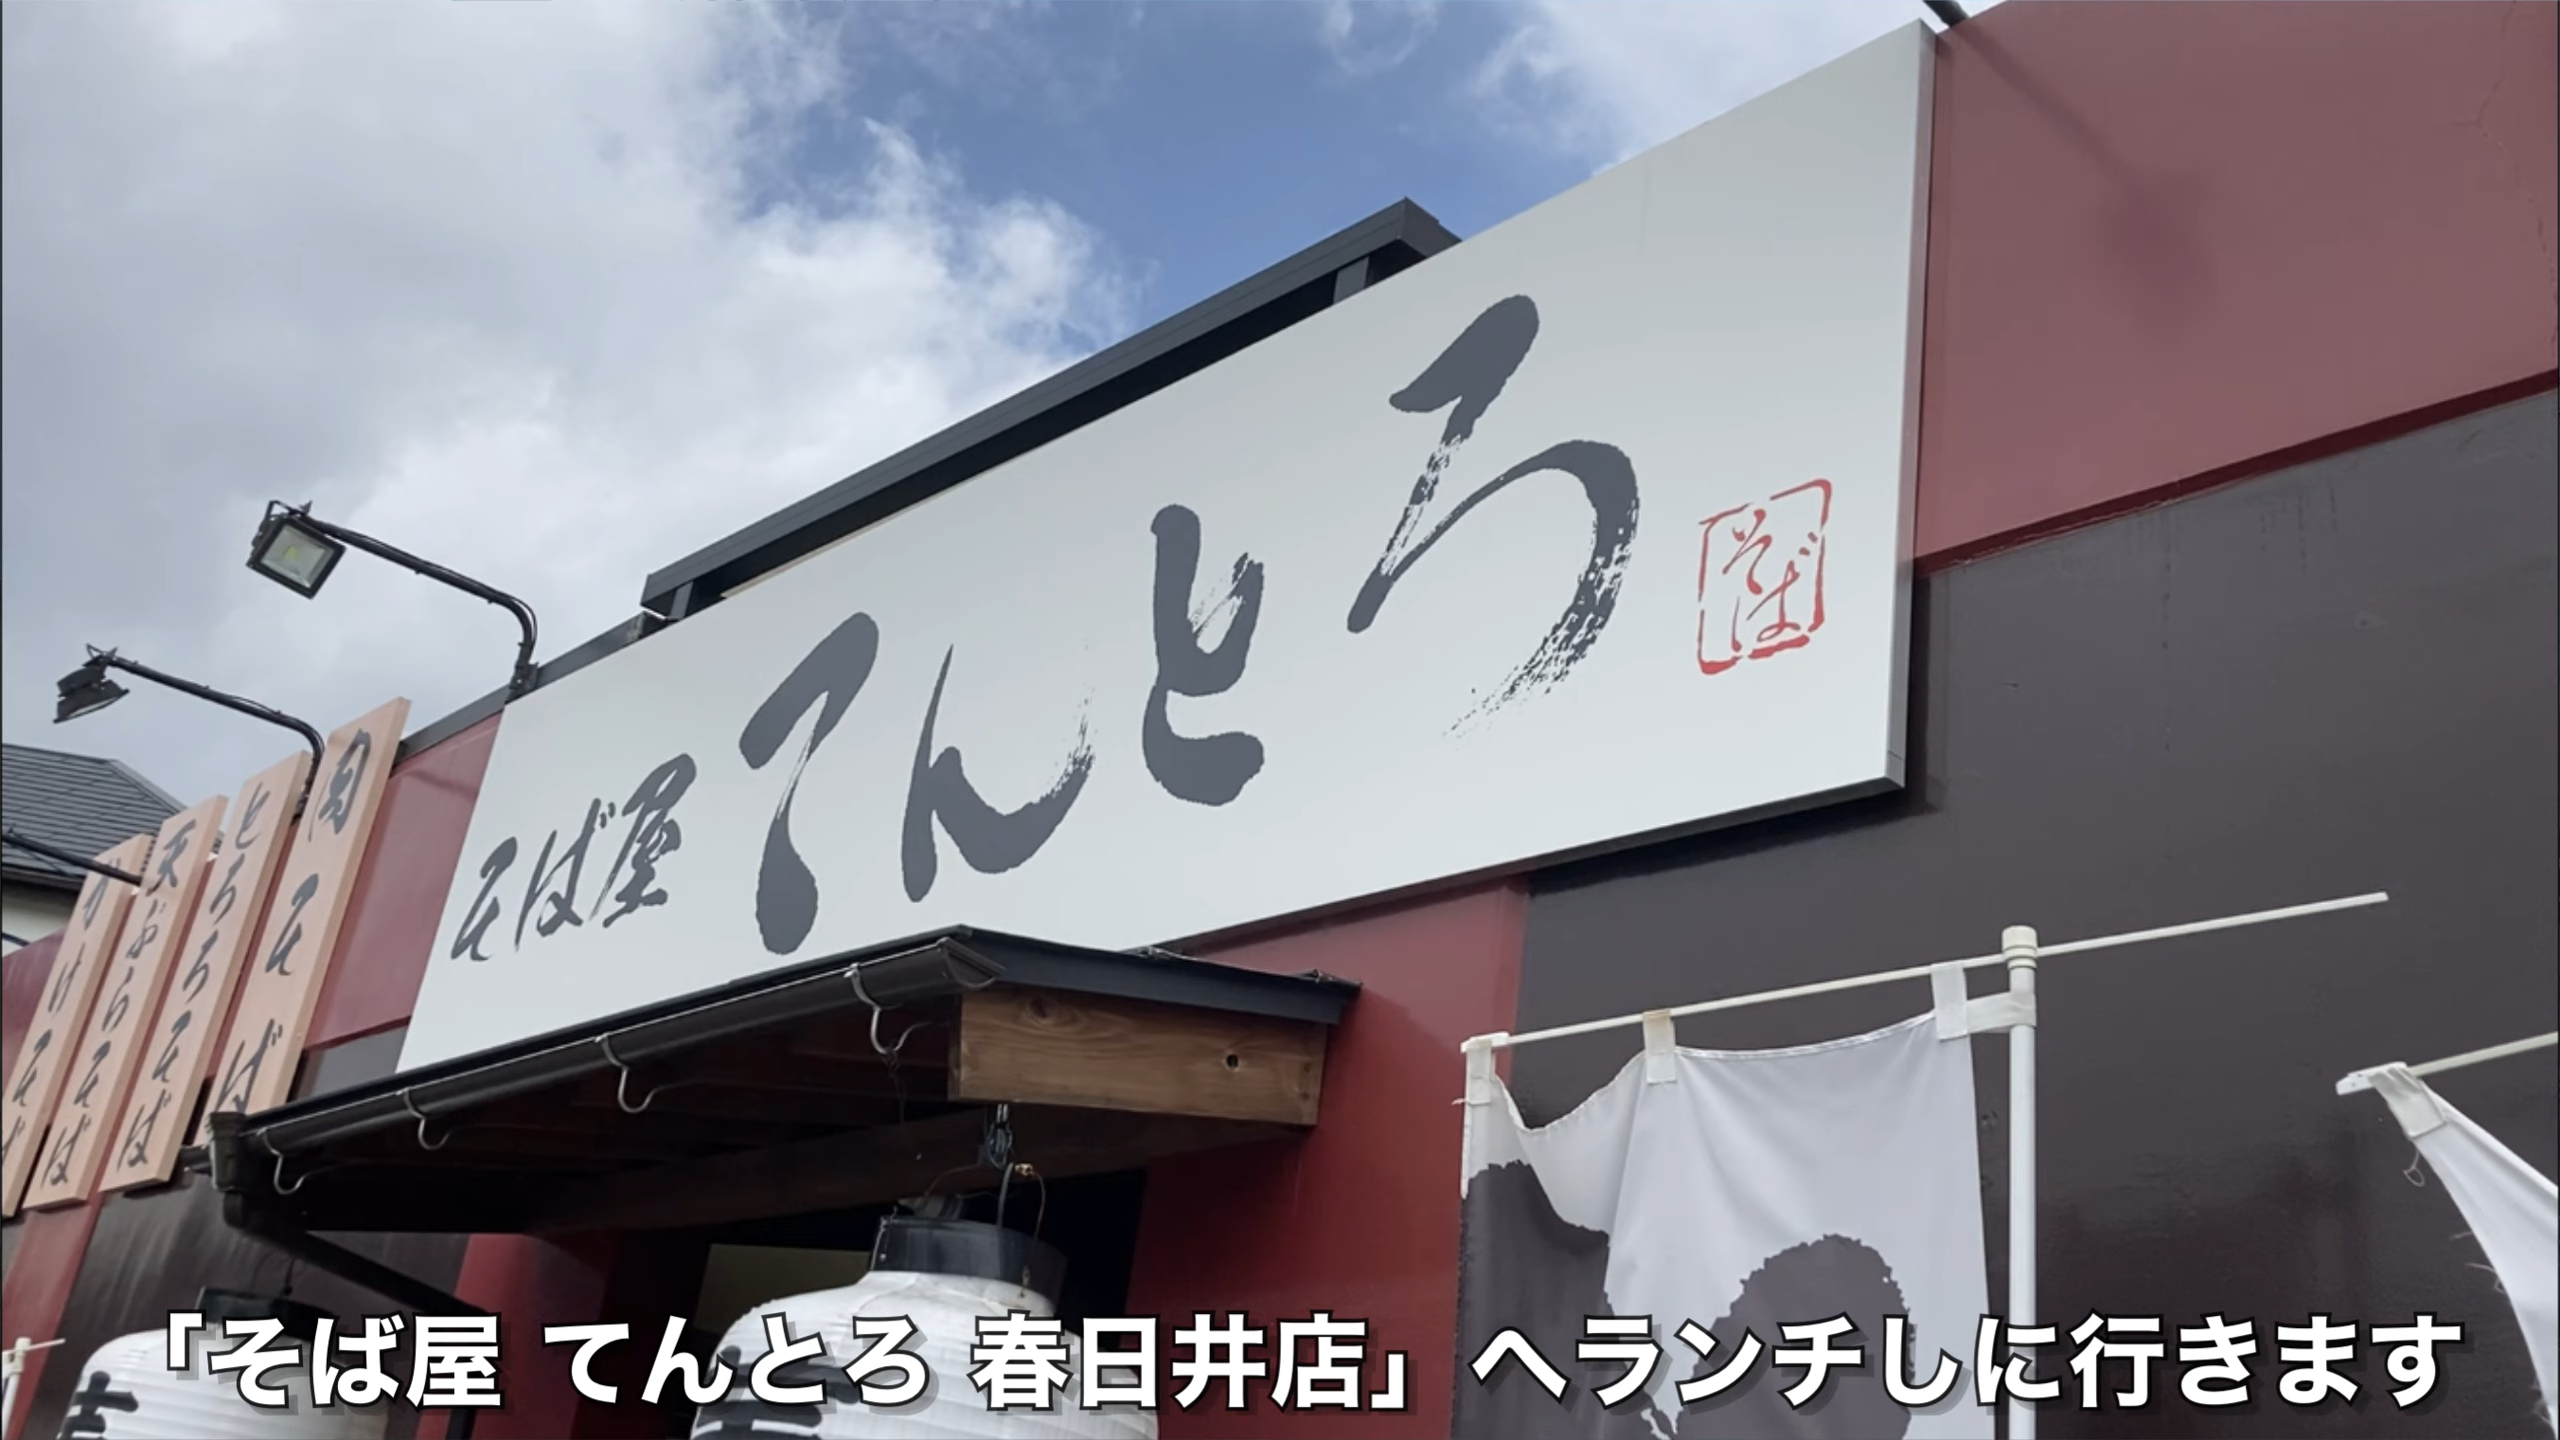 そば屋 てんとろ
そば
肉そば
とろろそば
天ぷらそば
かけそば
「そば屋 てんとろ 春日井店」へランチしに行きます